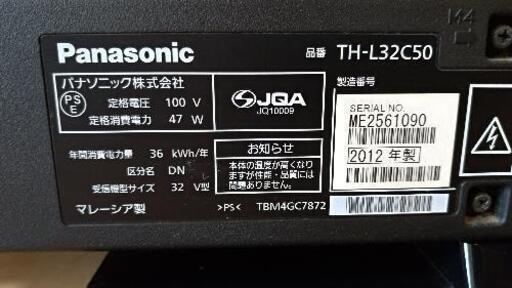 Panasonic
品番 TH-L32C50
M4
パナソニック株式会社
PS
E
定格電圧 100 V
定格消費電力 47 W
JQA
JQ10009
製造番号
SERIAL NO.
ME2561090
2012 年製
年間消費電力量 36 kWh/年
区分名 DN
受信機型サイズ 32 V型
お知らせ
本体の温度が高くなり
ますが性能・品質には
問題ありません。
マレーシア製
>PS<
TBM4GC7872